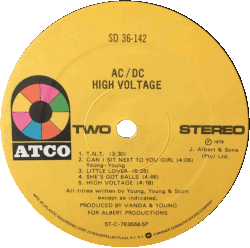 SD 36-142
AC/DC
HIGH VOLTAGE
ATCO
TWO
STEREO
℗ 1976
J. Albert & Sons
(Pty) Ltd.
1. T.N.T. (3:30)
2. CAN I SIT NEXT TO YOU GIRL (4:06)
Young-Young
3. LITTLE LOVER (5:25)
4. SHE'S GOT BALLS (4:46)
5. HIGH VOLTAGE (4:18)
All titles written by Young, Young & Scott
except as indicated.
PRODUCED BY VANDA & YOUNG
FOR ALBERT PRODUCTIONS
ST-C-763668-SP